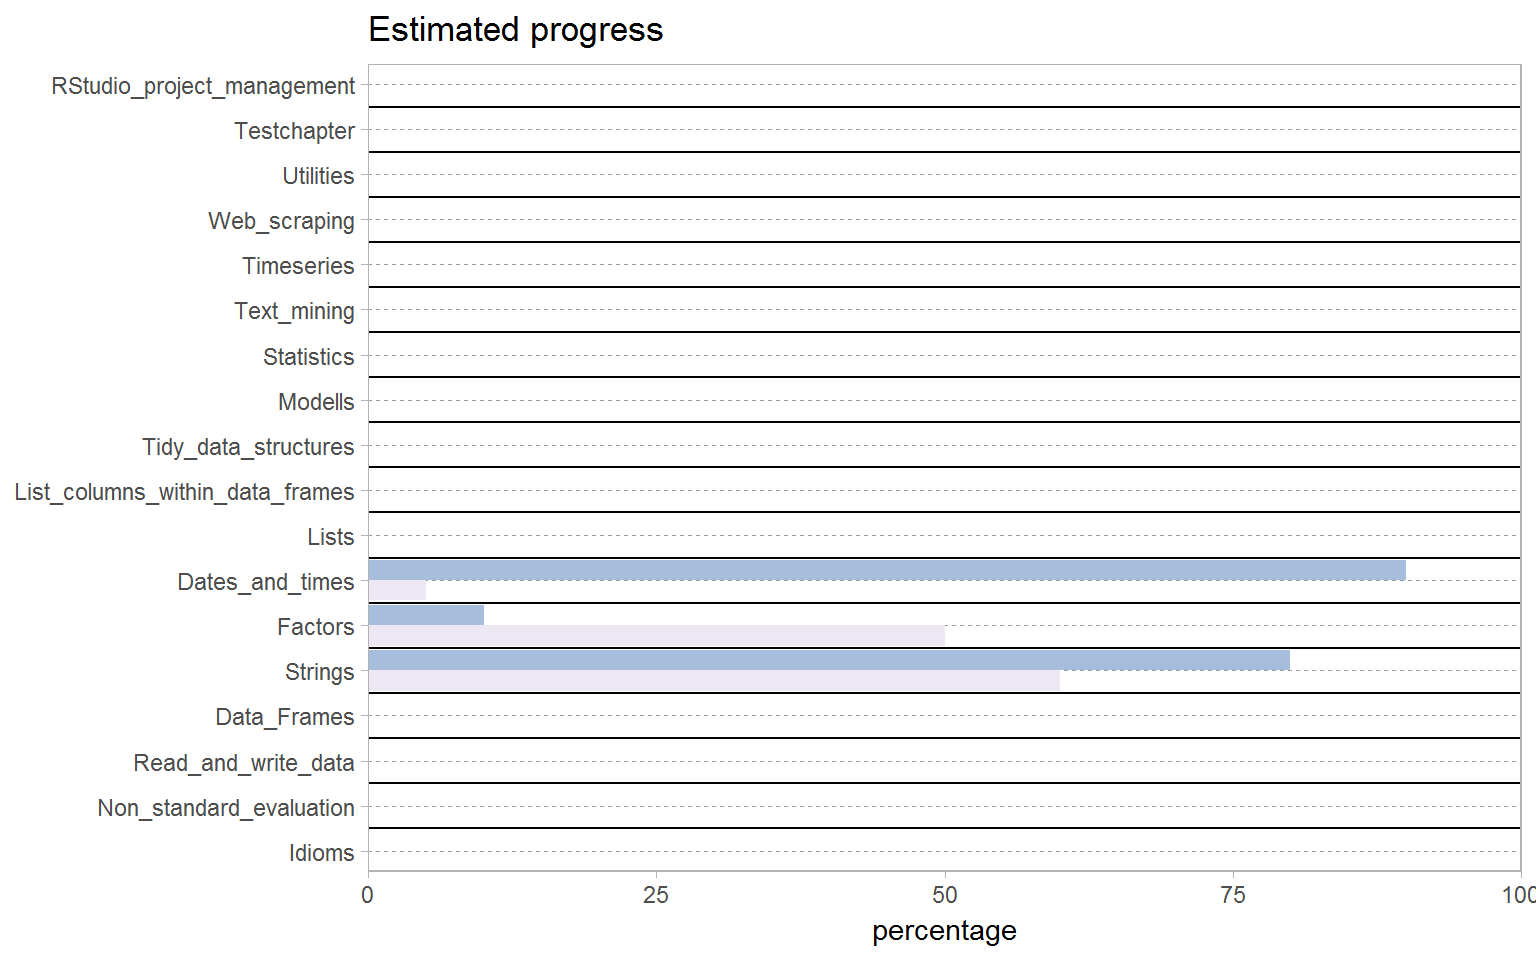 Estimated progress
RStudio_project_management
Testchapter
Utilities
Web_scraping
Timeseries
Text_mining
Statistics
Modells
Tidy_data_structures
List_columns_within_data_frames
Lists
Dates_and_times
Factors
Strings
Data_Frames
Read_and_write_data
Non_standard_evaluation
Idioms
0 25 50 75 100
percentage